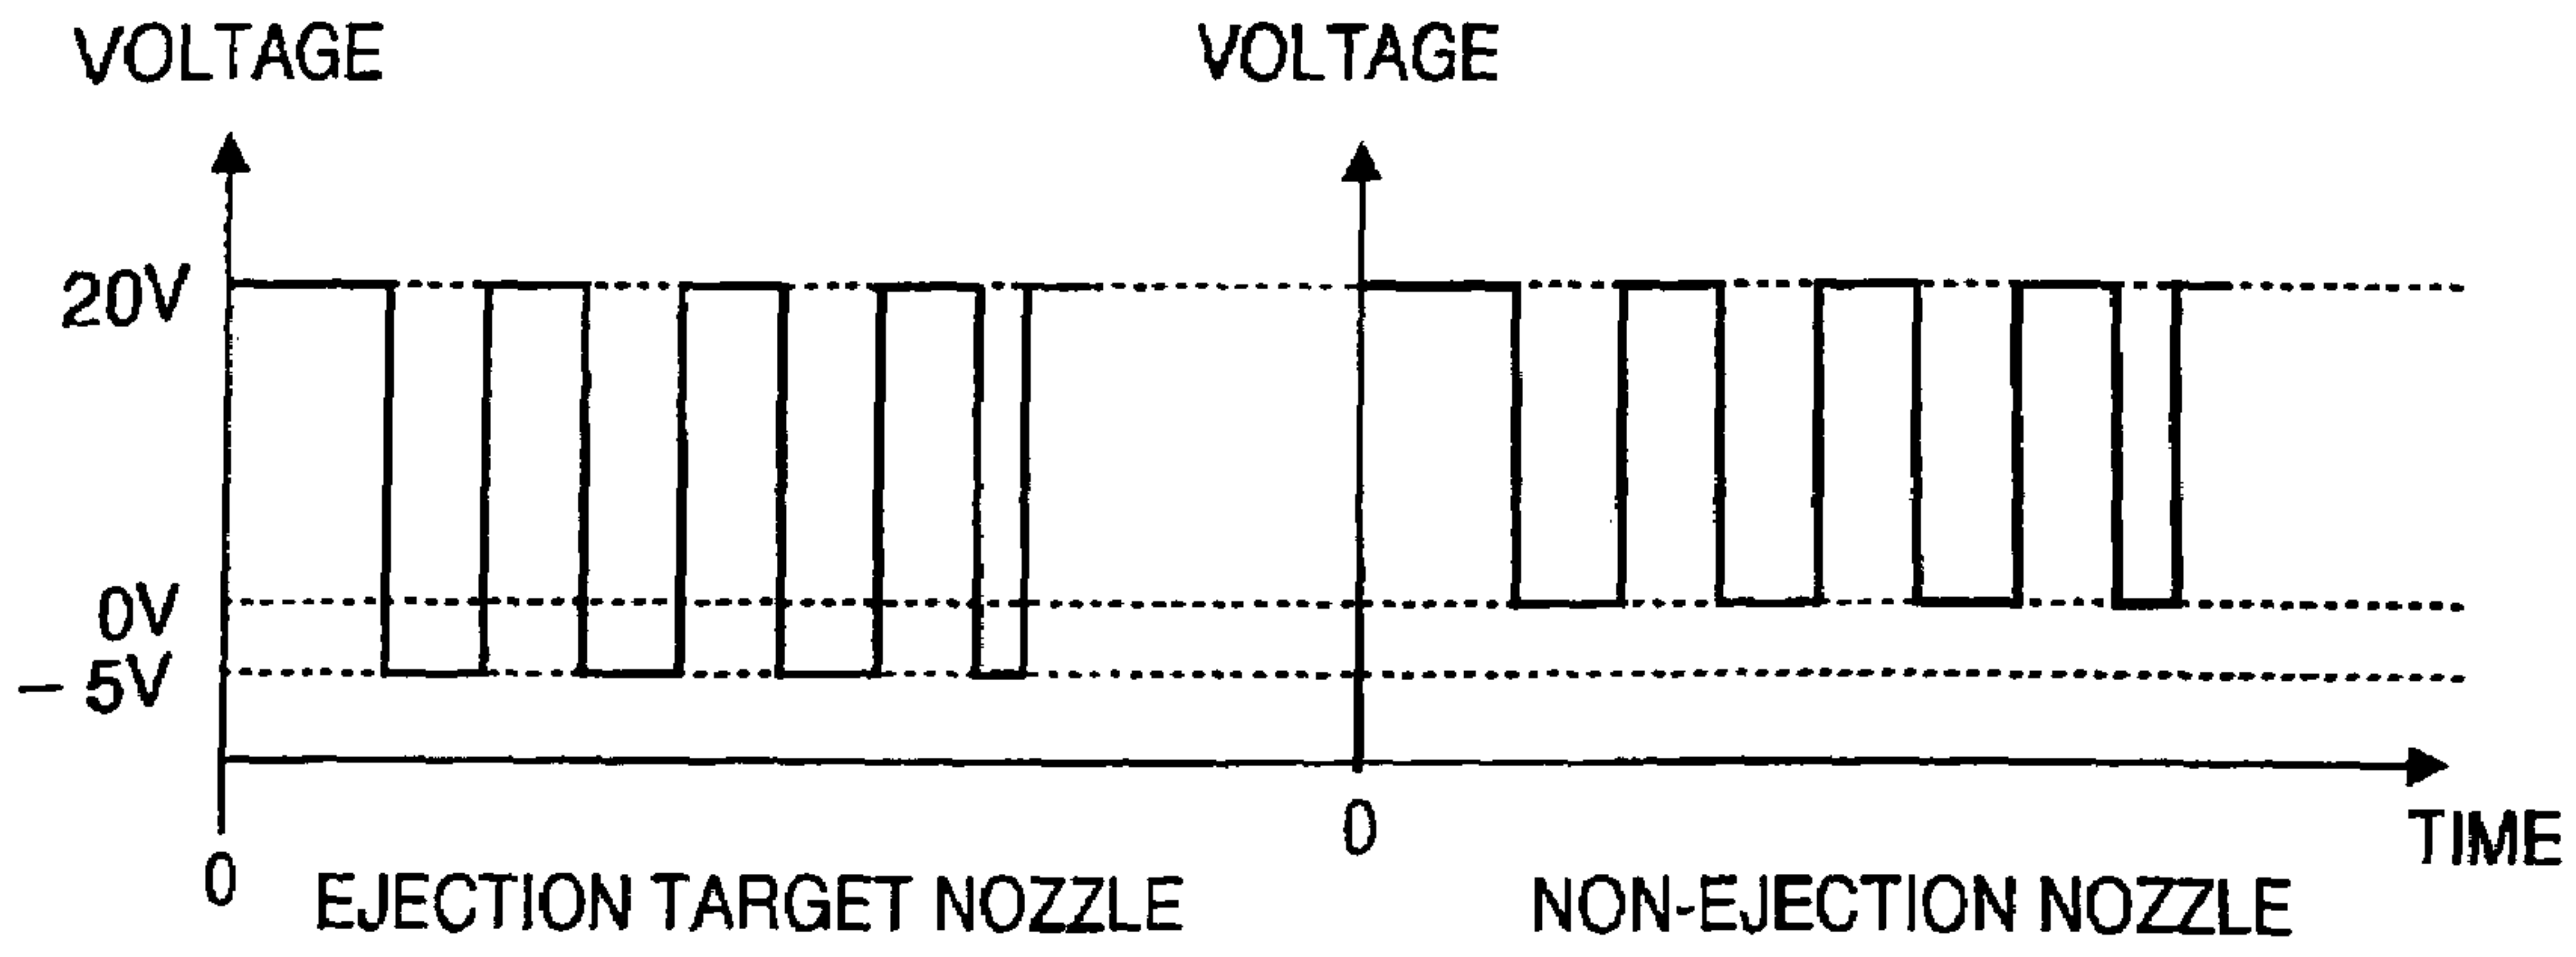 VOLTAGE
VOLTAGE
20V
0V
– 5V
0
0
TIME
EJECTION TARGET NOZZLE
NON-EJECTION NOZZLE